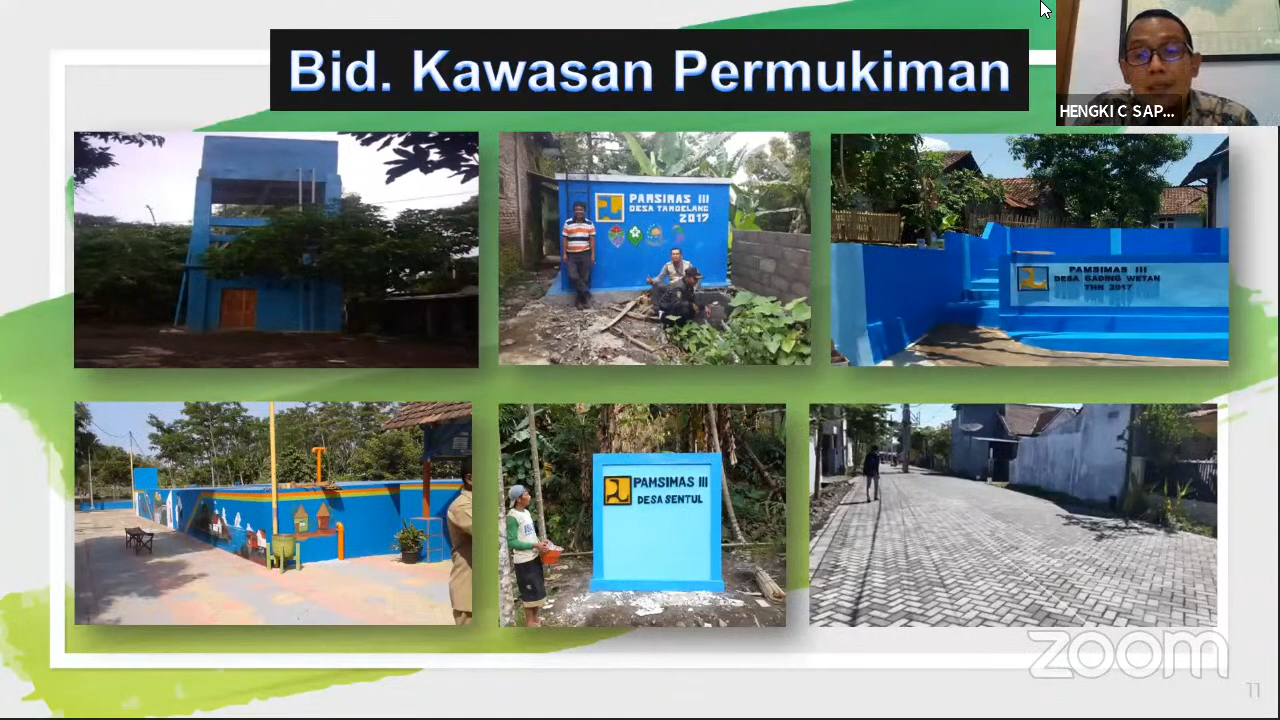 Bid. Kawasan Permukiman
HENGKI C SAP...
PAMSIMAS III
DESA TANDELANG
2017
PAMSIMAS III
DESA GADING WETAN
THN 2017
PAMSIMAS III
DESA SENTUL
zoom
11